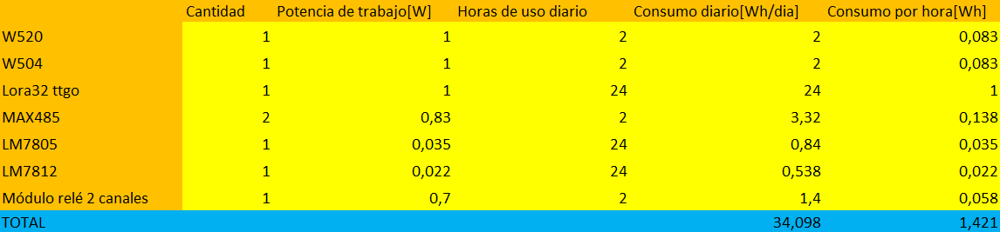 Cantidad Potencia de trabajo[W] Horas de uso diario Consumo diario[Wh/dia] Consumo por hora[Wh]
W520 1 1 2 2 0,083
W504 1 1 2 2 0,083
Lora32 ttgo 1 1 24 24 1
MAX485 2 0,83 2 3,32 0,138
LM7805 1 0,035 24 0,84 0,035
LM7812 1 0,022 24 0,538 0,022
Módulo relé 2 canales 1 0,7 2 1,4 0,058
TOTAL 34,098 1,421